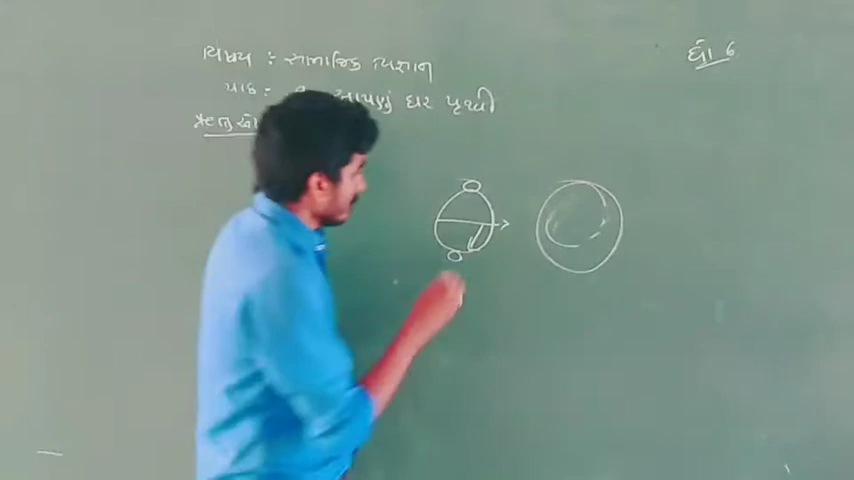 વિષય : સામાજિક વિજ્ઞાન
ધો 6
પાઠ : આપણું ઘર પૃથ્વી